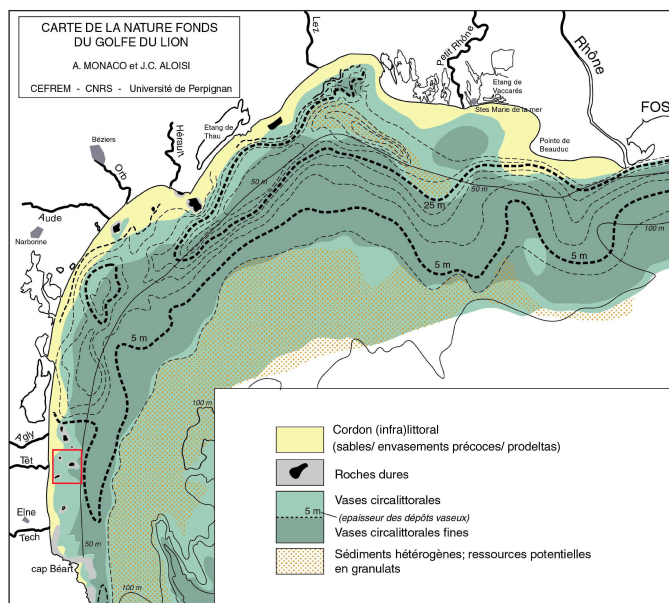 CARTE DE LA NATURE FONDS
DU GOLFE DU LION
A. MONACO et J.C. ALOISI
CEFREM - CNRS - Université de Perpignan
Lez
Petit Rhône
Rhône
Etang de
Vaccarés
Stes Marie de la mer
FOS
Pointe de
Beauduc
Etang de
Thau
Hérault
Béziers
Orb
Aude
Narbonne
50 m
50 m
25 m
100 m
5 m
5 m
5 m
100 m
Agly
Têt
Elne
Tech
50 m
cap Béart
100 m
Cordon (infra)littoral
(sables/ envasements précoces/ prodeltas)
Roches dures
Vases circalittorales
5 m
(epaisseur des dépôts vaseux)
Vases circalittorales fines
Sédiments hétérogènes; ressources potentielles
en granulats